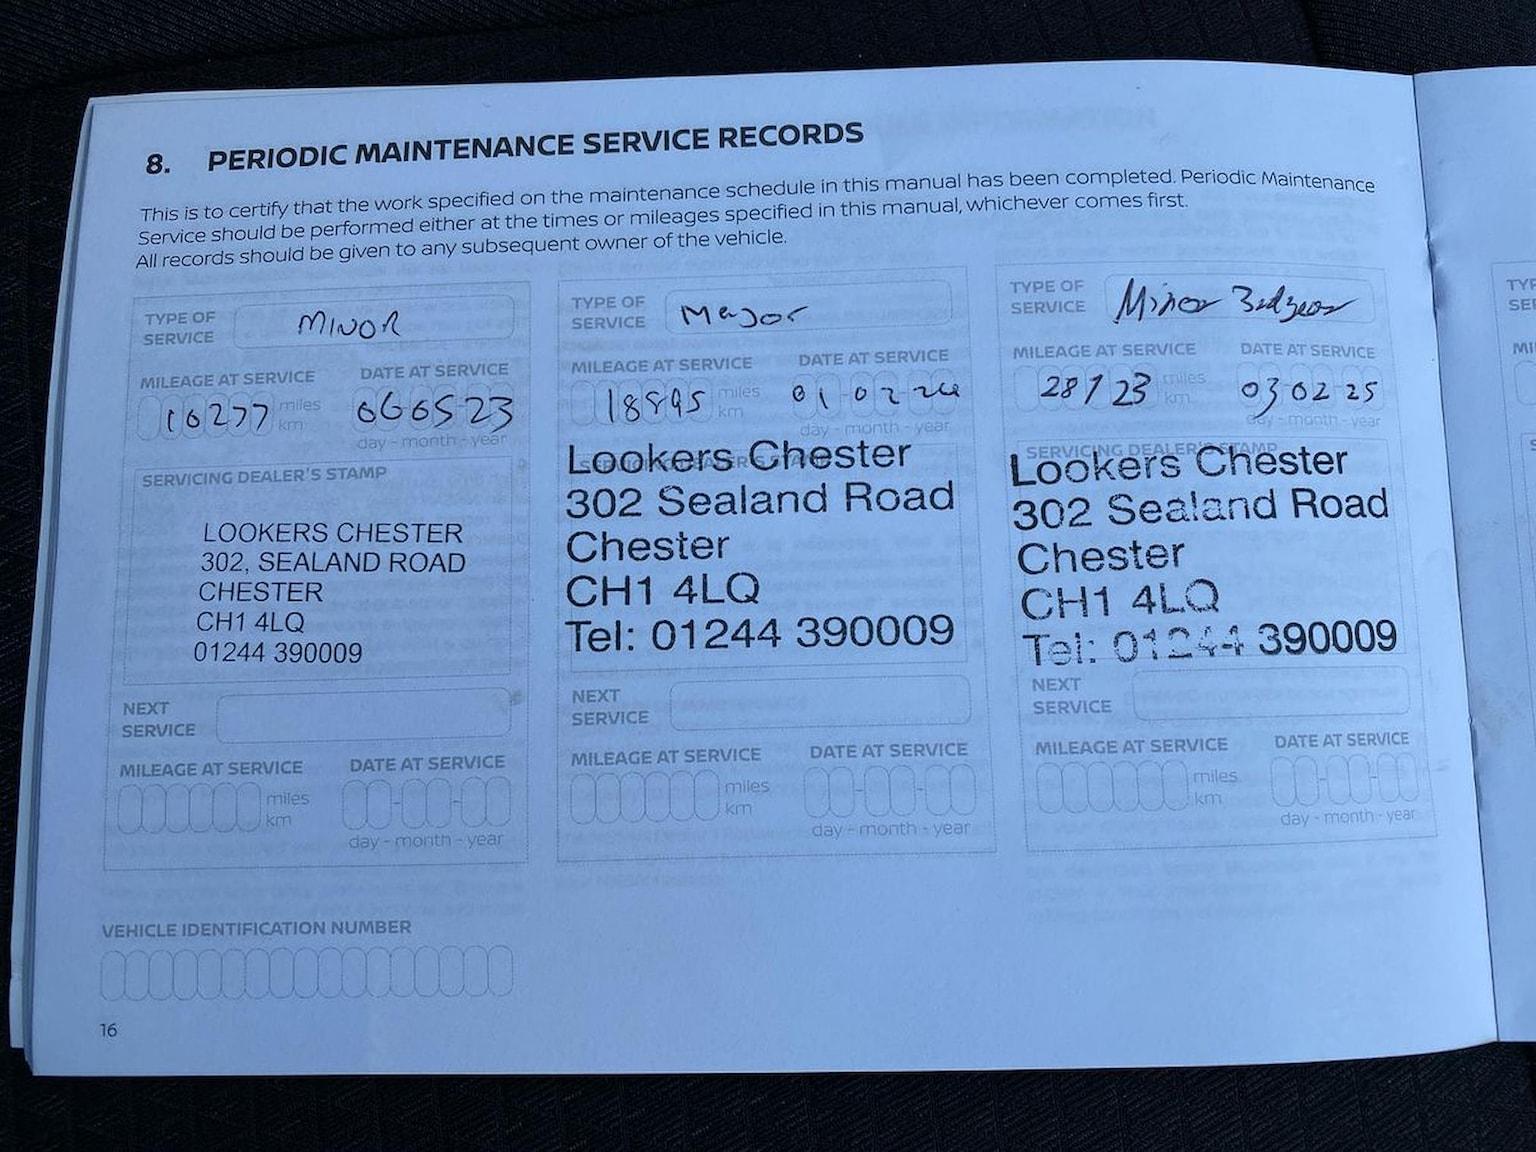 8. PERIODIC MAINTENANCE SERVICE RECORDS
This is to certify that the work specified on the maintenance schedule in this manual has been completed. Periodic Maintenance
Service should be performed either at the times or mileages specified in this manual, whichever comes first.
All records should be given to any subsequent owner of the vehicle.
TYPE OF
SERVICE
MINOR
MILEAGE AT SERVICE
DATE AT SERVICE
10277 miles
km
060523
day - month - year
SERVICING DEALER'S STAMP
LOOKERS CHESTER
302, SEALAND ROAD
CHESTER
CH1 4LQ
01244 390009
NEXT
SERVICE
MILEAGE AT SERVICE
DATE AT SERVICE
miles
km
day - month - year
TYPE OF
SERVICE
Major
MILEAGE AT SERVICE
DATE AT SERVICE
18895 miles
km
01-02-24
day - month - year
SERVICING DEALER'S STAMP
Lookers Chester
302 Sealand Road
Chester
CH1 4LQ
Tel: 01244 390009
NEXT
SERVICE
MILEAGE AT SERVICE
DATE AT SERVICE
miles
km
day - month - year
TYPE OF
SERVICE
Minor 3rd year
MILEAGE AT SERVICE
DATE AT SERVICE
28123 miles
km
03 02 25
day - month - year
SERVICING DEALER'S STAMP
Lookers Chester
302 Sealand Road
Chester
CH1 4LQ
Tel: 01244 390009
NEXT
SERVICE
MILEAGE AT SERVICE
DATE AT SERVICE
miles
km
day - month - year
VEHICLE IDENTIFICATION NUMBER
16